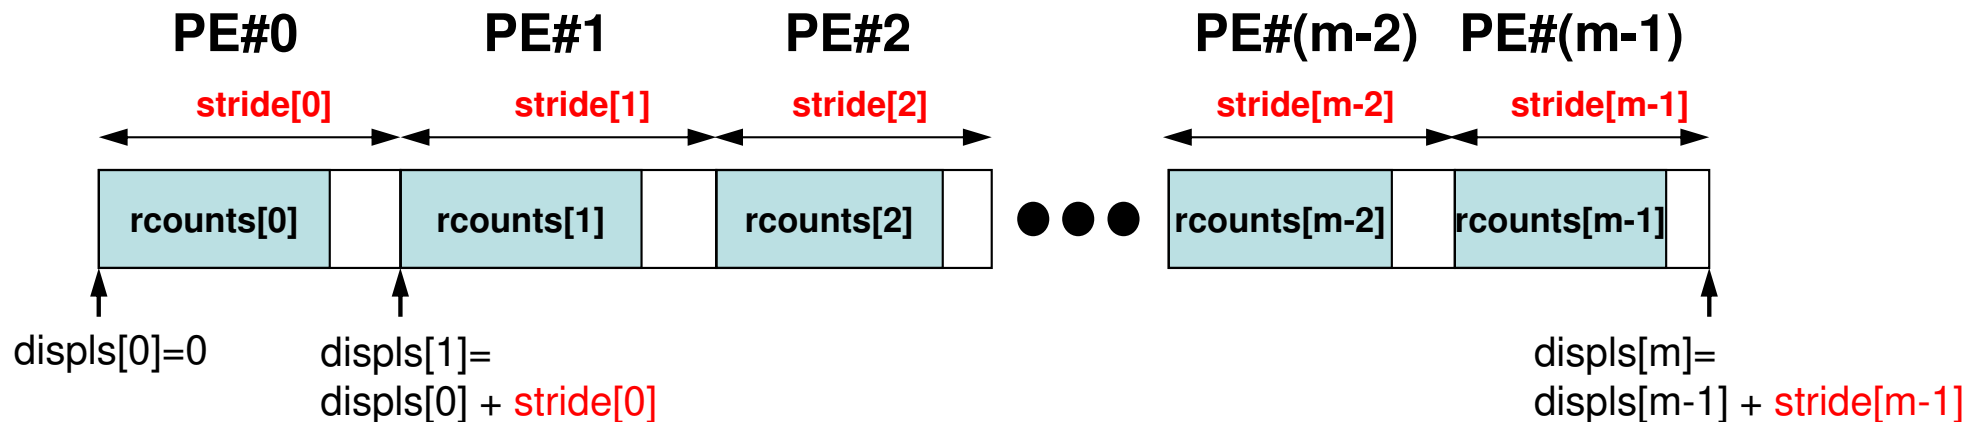 PE#0 PE#1 PE#2 PE#(m-2) PE#(m-1)
stride[0] stride[1] stride[2] stride[m-2] stride[m-1]
rcounts[0] rcounts[1] rcounts[2] rcounts[m-2] rcounts[m-1]
displs[0]=0 displs[1]= displs[m]=
displs[0] + stride[0] displs[m-1] + stride[m-1]